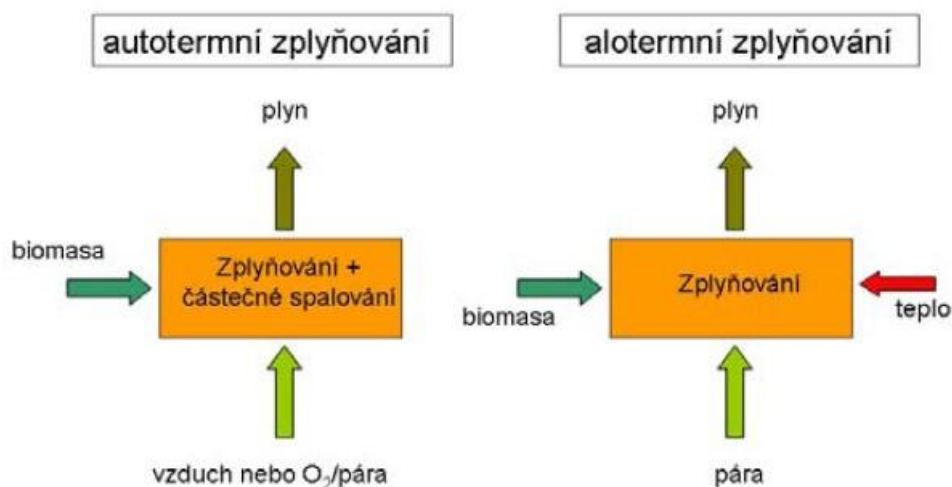 autotermní zplyňování
plyn
biomasa
Zplyňování +
částečné spalování
vzduch nebo O₂/pára
alotermní zplyňování
plyn
biomasa
Zplyňování
teplo
pára